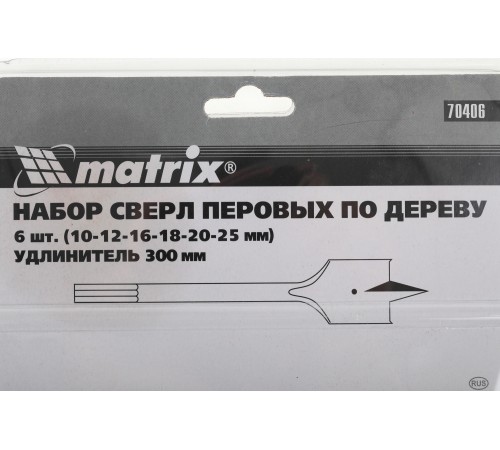 70406
matrix®
НАБОР СВЕРЛ ПЕРОВЫХ ПО ДЕРЕВУ
6 шт. (10-12-16-18-20-25 мм)
УДЛИНИТЕЛЬ 300 мм
RUS